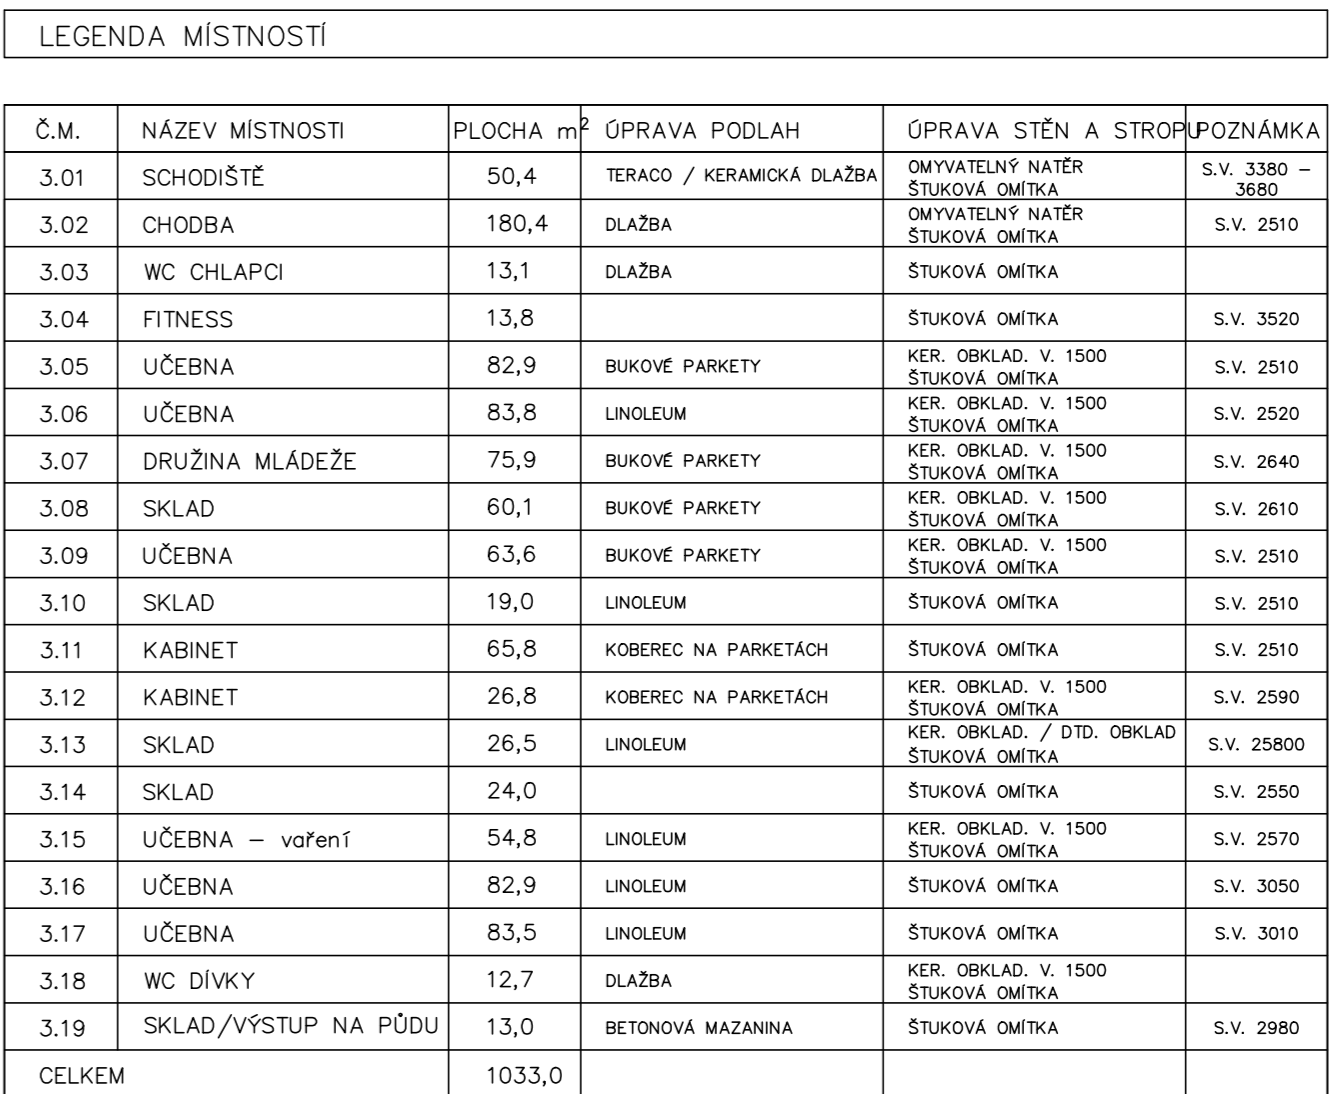 LEGENDA MÍSTNOSTÍ
Č.M. NÁZEV MÍSTNOSTI PLOCHA m² ÚPRAVA PODLAH ÚPRAVA STĚN A STROPU POZNÁMKA
3.01 SCHODIŠTĚ 50,4 TERACO / KERAMICKÁ DLAŽBA OMYVATELNÝ NATĚR S.V. 3380 –
ŠTUKOVÁ OMÍTKA 3680
3.02 CHODBA 180,4 DLAŽBA OMYVATELNÝ NATĚR S.V. 2510
ŠTUKOVÁ OMÍTKA
3.03 WC CHLAPCI 13,1 DLAŽBA ŠTUKOVÁ OMÍTKA
3.04 FITNESS 13,8 ŠTUKOVÁ OMÍTKA S.V. 3520
3.05 UČEBNA 82,9 BUKOVÉ PARKETY KER. OBKLAD. V. 1500 S.V. 2510
ŠTUKOVÁ OMÍTKA
3.06 UČEBNA 83,8 LINOLEUM KER. OBKLAD. V. 1500 S.V. 2520
ŠTUKOVÁ OMÍTKA
3.07 DRUŽINA MLÁDEŽE 75,9 BUKOVÉ PARKETY KER. OBKLAD. V. 1500 S.V. 2640
ŠTUKOVÁ OMÍTKA
3.08 SKLAD 60,1 BUKOVÉ PARKETY KER. OBKLAD. V. 1500 S.V. 2610
ŠTUKOVÁ OMÍTKA
3.09 UČEBNA 63,6 BUKOVÉ PARKETY KER. OBKLAD. V. 1500 S.V. 2510
ŠTUKOVÁ OMÍTKA
3.10 SKLAD 19,0 LINOLEUM ŠTUKOVÁ OMÍTKA S.V. 2510
3.11 KABINET 65,8 KOBEREC NA PARKETÁCH ŠTUKOVÁ OMÍTKA S.V. 2510
3.12 KABINET 26,8 KOBEREC NA PARKETÁCH KER. OBKLAD. V. 1500 S.V. 2590
ŠTUKOVÁ OMÍTKA
3.13 SKLAD 26,5 LINOLEUM KER. OBKLAD. / DTD. OBKLAD S.V. 25800
ŠTUKOVÁ OMÍTKA
3.14 SKLAD 24,0 ŠTUKOVÁ OMÍTKA S.V. 2550
3.15 UČEBNA – vaření 54,8 LINOLEUM KER. OBKLAD. V. 1500 S.V. 2570
ŠTUKOVÁ OMÍTKA
3.16 UČEBNA 82,9 LINOLEUM ŠTUKOVÁ OMÍTKA S.V. 3050
3.17 UČEBNA 83,5 LINOLEUM ŠTUKOVÁ OMÍTKA S.V. 3010
3.18 WC DÍVKY 12,7 DLAŽBA KER. OBKLAD. V. 1500
ŠTUKOVÁ OMÍTKA
3.19 SKLAD/VÝSTUP NA PŮDU 13,0 BETONOVÁ MAZANINA ŠTUKOVÁ OMÍTKA S.V. 2980
CELKEM 1033,0